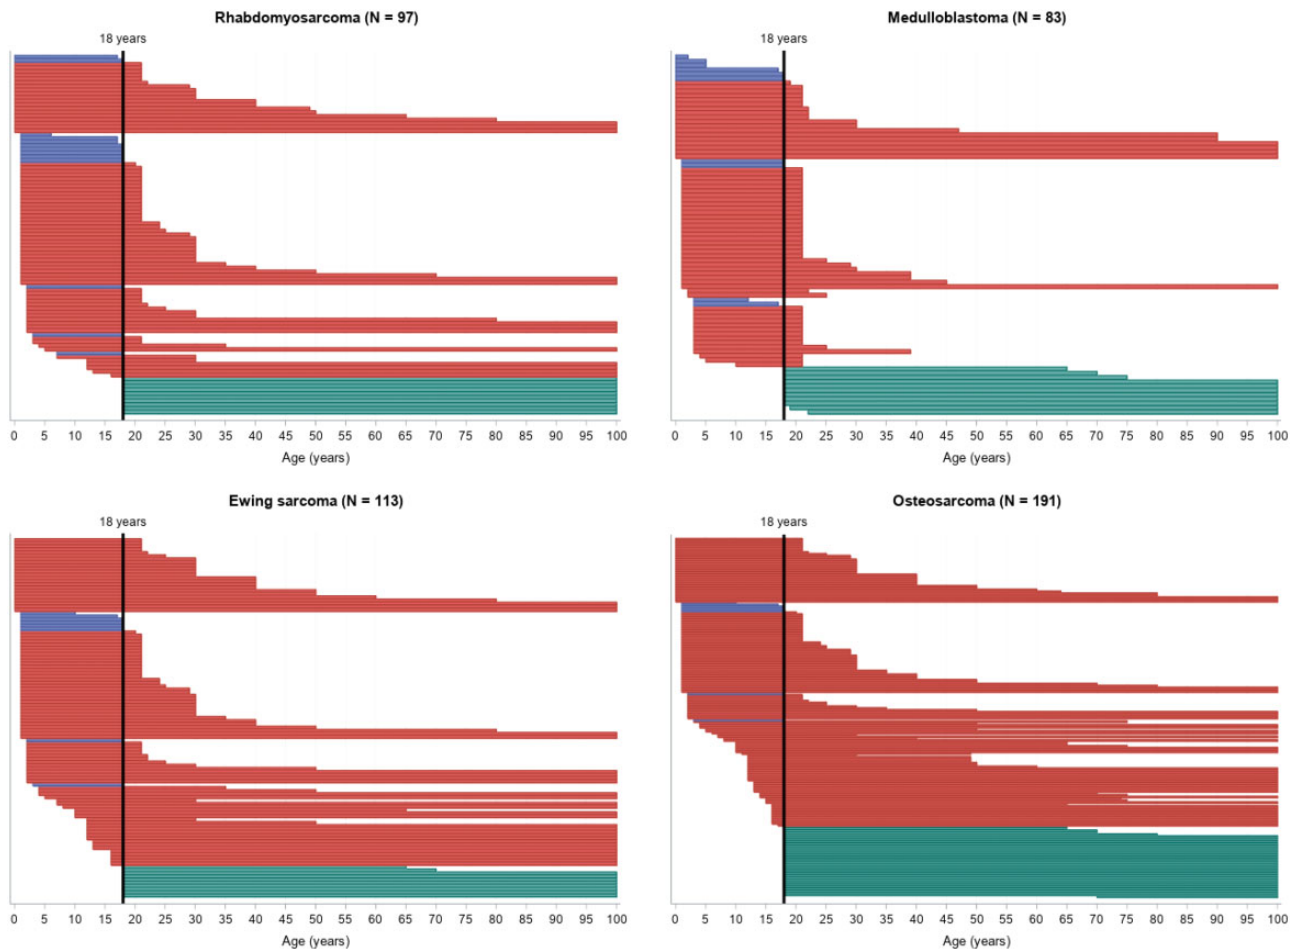 Rhabdomyosarcoma (N = 97)
18 years
0 5 10 15 20 25 30 35 40 45 50 55 60 65 70 75 80 85 90 95 100
Age (years)
Medulloblastoma (N = 83)
18 years
0 5 10 15 20 25 30 35 40 45 50 55 60 65 70 75 80 85 90 95 100
Age (years)
Ewing sarcoma (N = 113)
18 years
0 5 10 15 20 25 30 35 40 45 50 55 60 65 70 75 80 85 90 95 100
Age (years)
Osteosarcoma (N = 191)
18 years
0 5 10 15 20 25 30 35 40 45 50 55 60 65 70 75 80 85 90 95 100
Age (years)